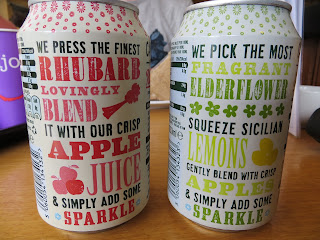 WE PRESS THE FINEST
RHUBARB
LOVINGLY
BLEND
IT WITH OUR CRISP
APPLE
JUICE
& SIMPLY ADD SOME
SPARKLE
WE PICK THE MOST
FRAGRANT
ELDERFLOWER
SQUEEZE SICILIAN
LEMONS
GENTLY BLEND WITH CRISP
APPLES
& SIMPLY ADD SOME
SPARKLE
jo